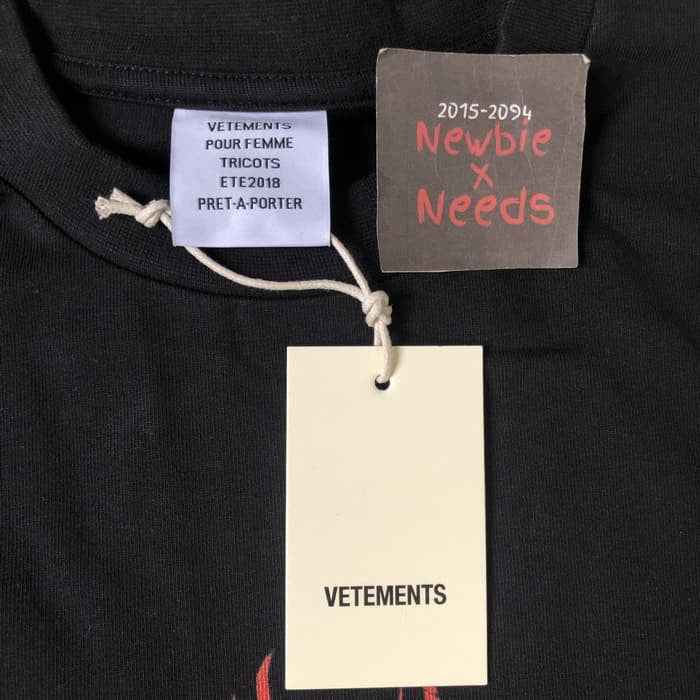 VETEMENTS
POUR FEMME
TRICOTS
ETE2018
PRET-A-PORTER
2015-2094
Newbie
x
Needs
VETEMENTS